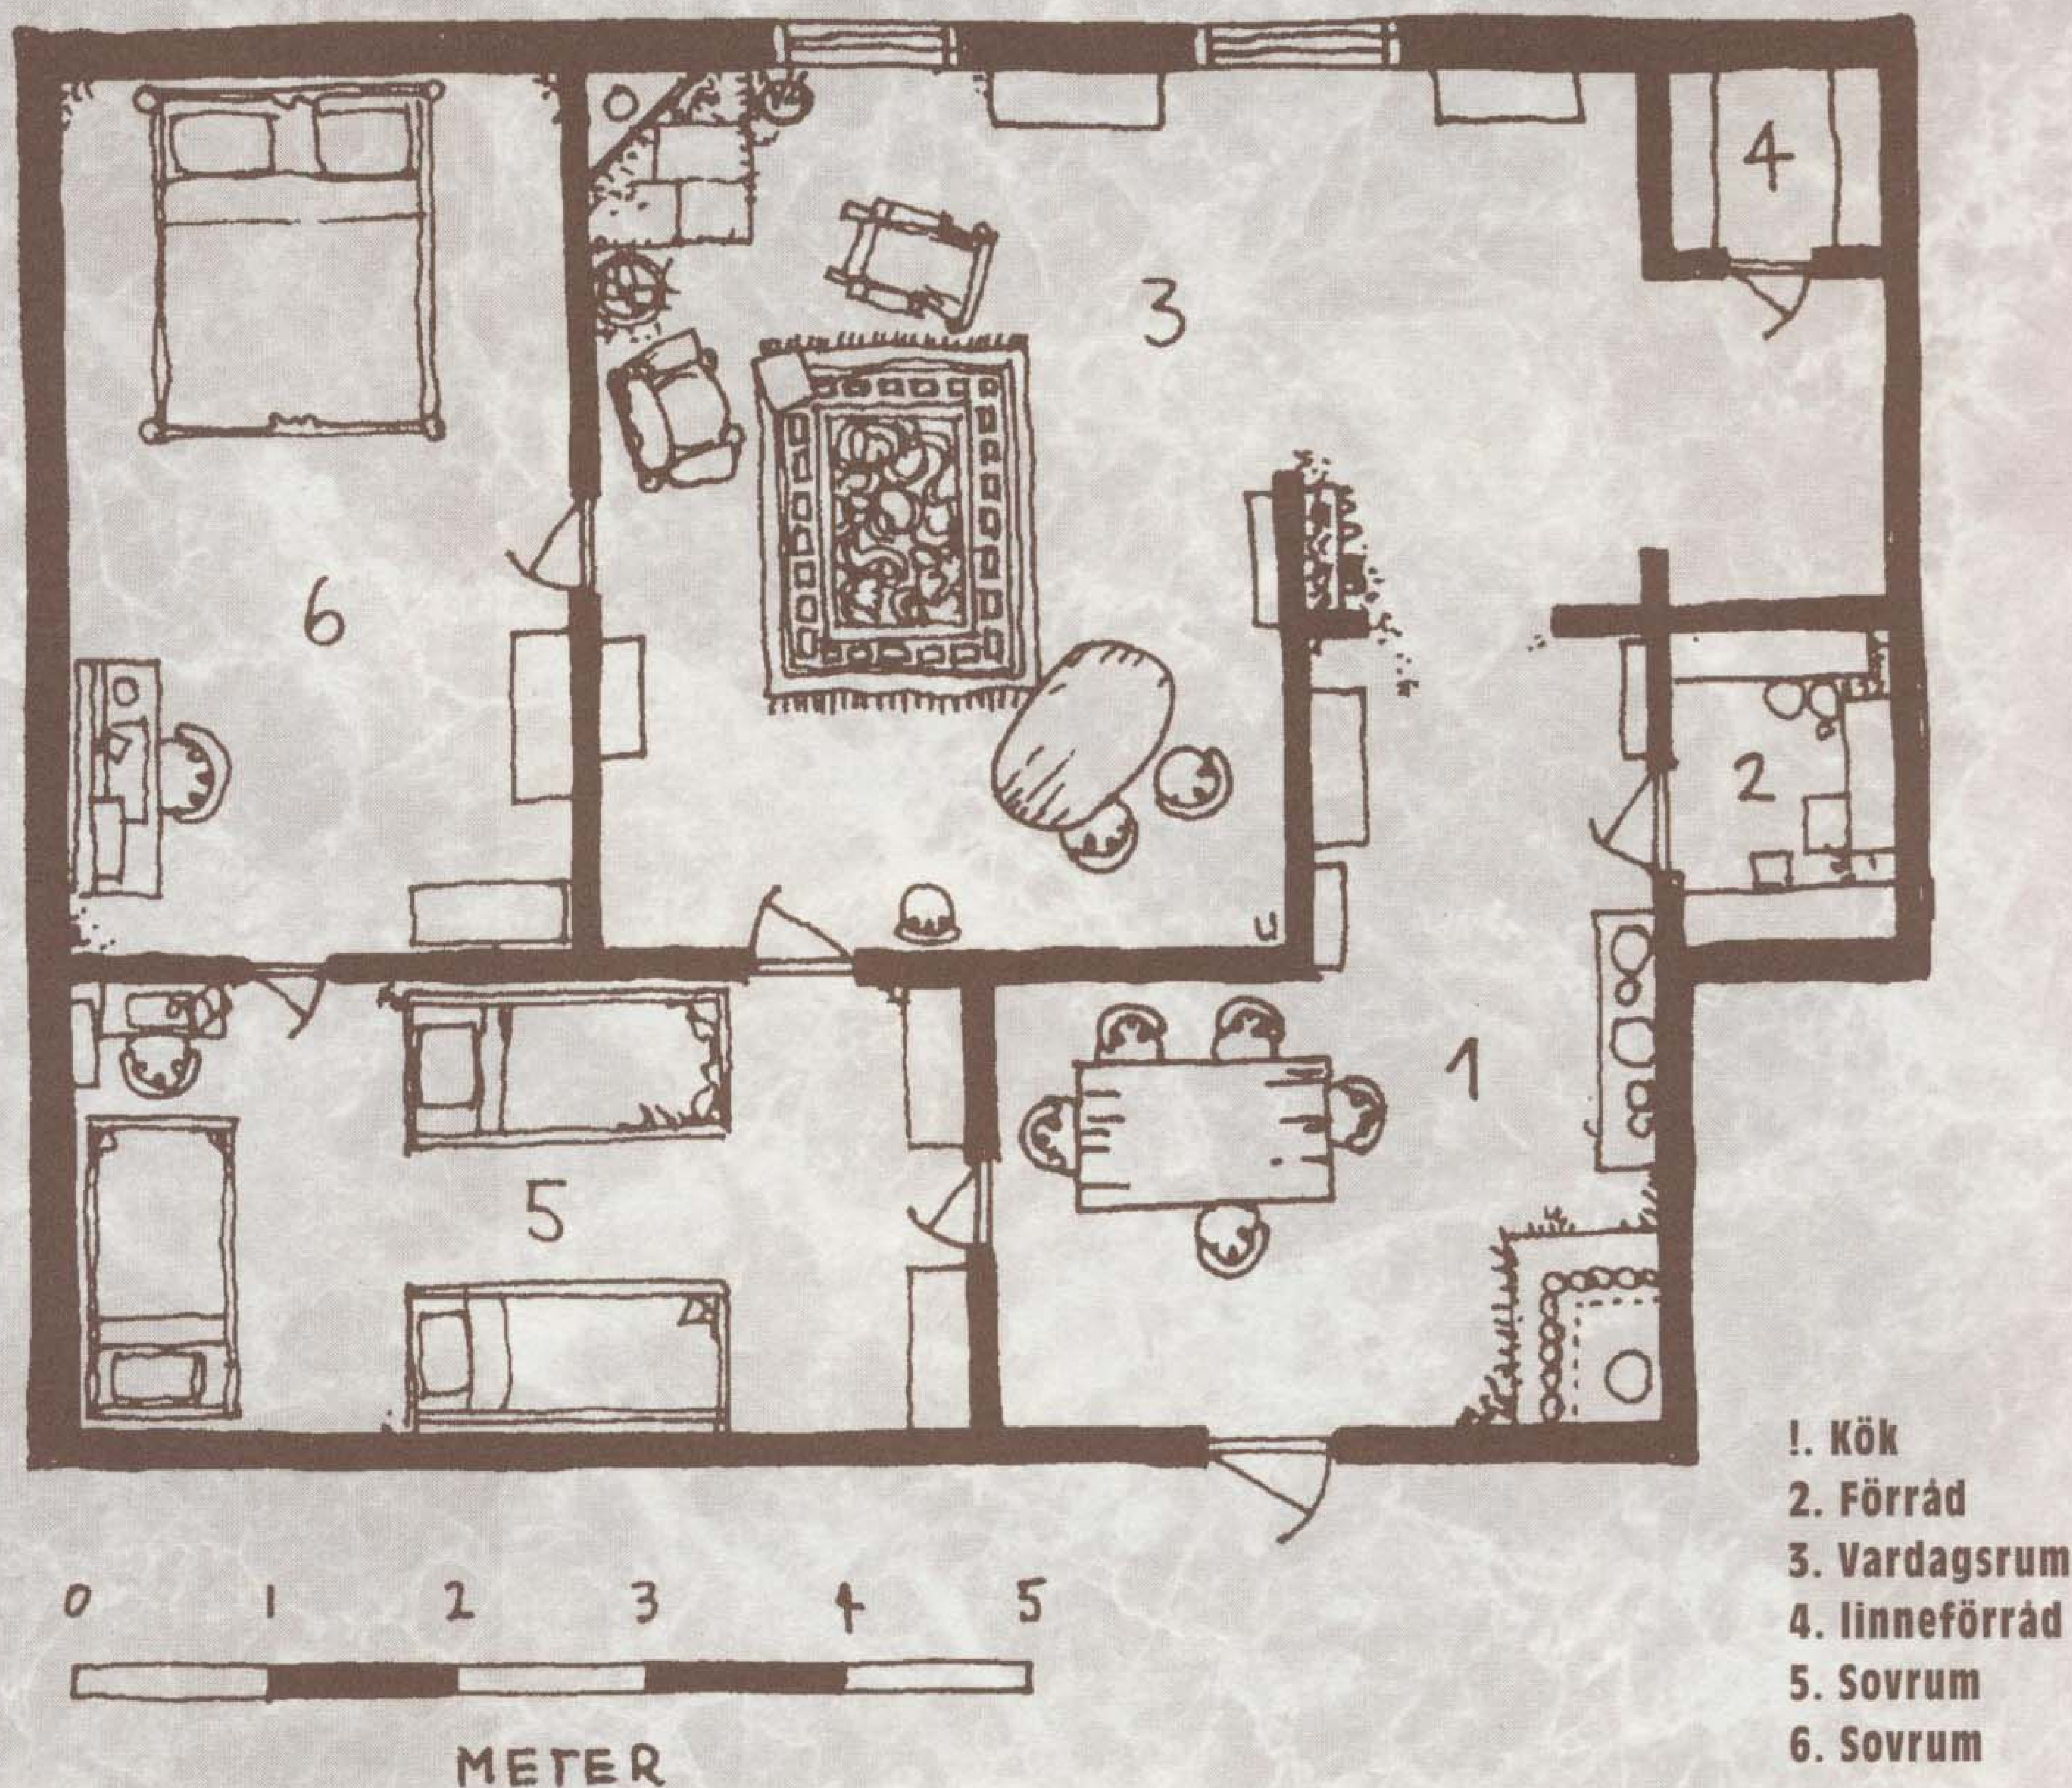 4
3
6
2
1
5
!. Kök
2. Förråd
3. Vardagsrum
4. linneförråd
5. Sovrum
6. Sovrum
0 1 2 3 4 5
METER